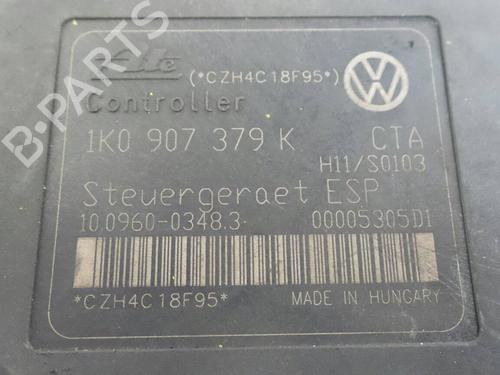 B-PARTS
Ate (*CZH4C18F95*)
Controller
1K0 907 379 K CTA
H11/S0103
Steuergeraet ESP
10.0960-0348.3 00005305D1
*CZH4C18F95* MADE IN HUNGARY